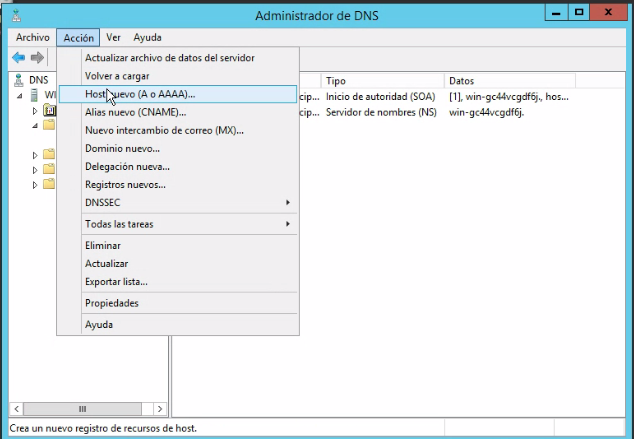 Administrador de DNS
Archivo Acción Ver Ayuda
Actualizar archivo de datos del servidor
Volver a cargar
Host nuevo (A o AAAA)...
Alias nuevo (CNAME)...
Nuevo intercambio de correo (MX)...
Dominio nuevo...
Delegación nueva...
Registros nuevos...
DNSSEC
Todas las tareas
Eliminar
Actualizar
Exportar lista...
Propiedades
Ayuda
DNS
WI
Tipo Datos
cip... Inicio de autoridad (SOA) [1], win-gc44vcgdf6j., hos...
cip... Servidor de nombres (NS) win-gc44vcgdf6j.
Crea un nuevo registro de recursos de host.